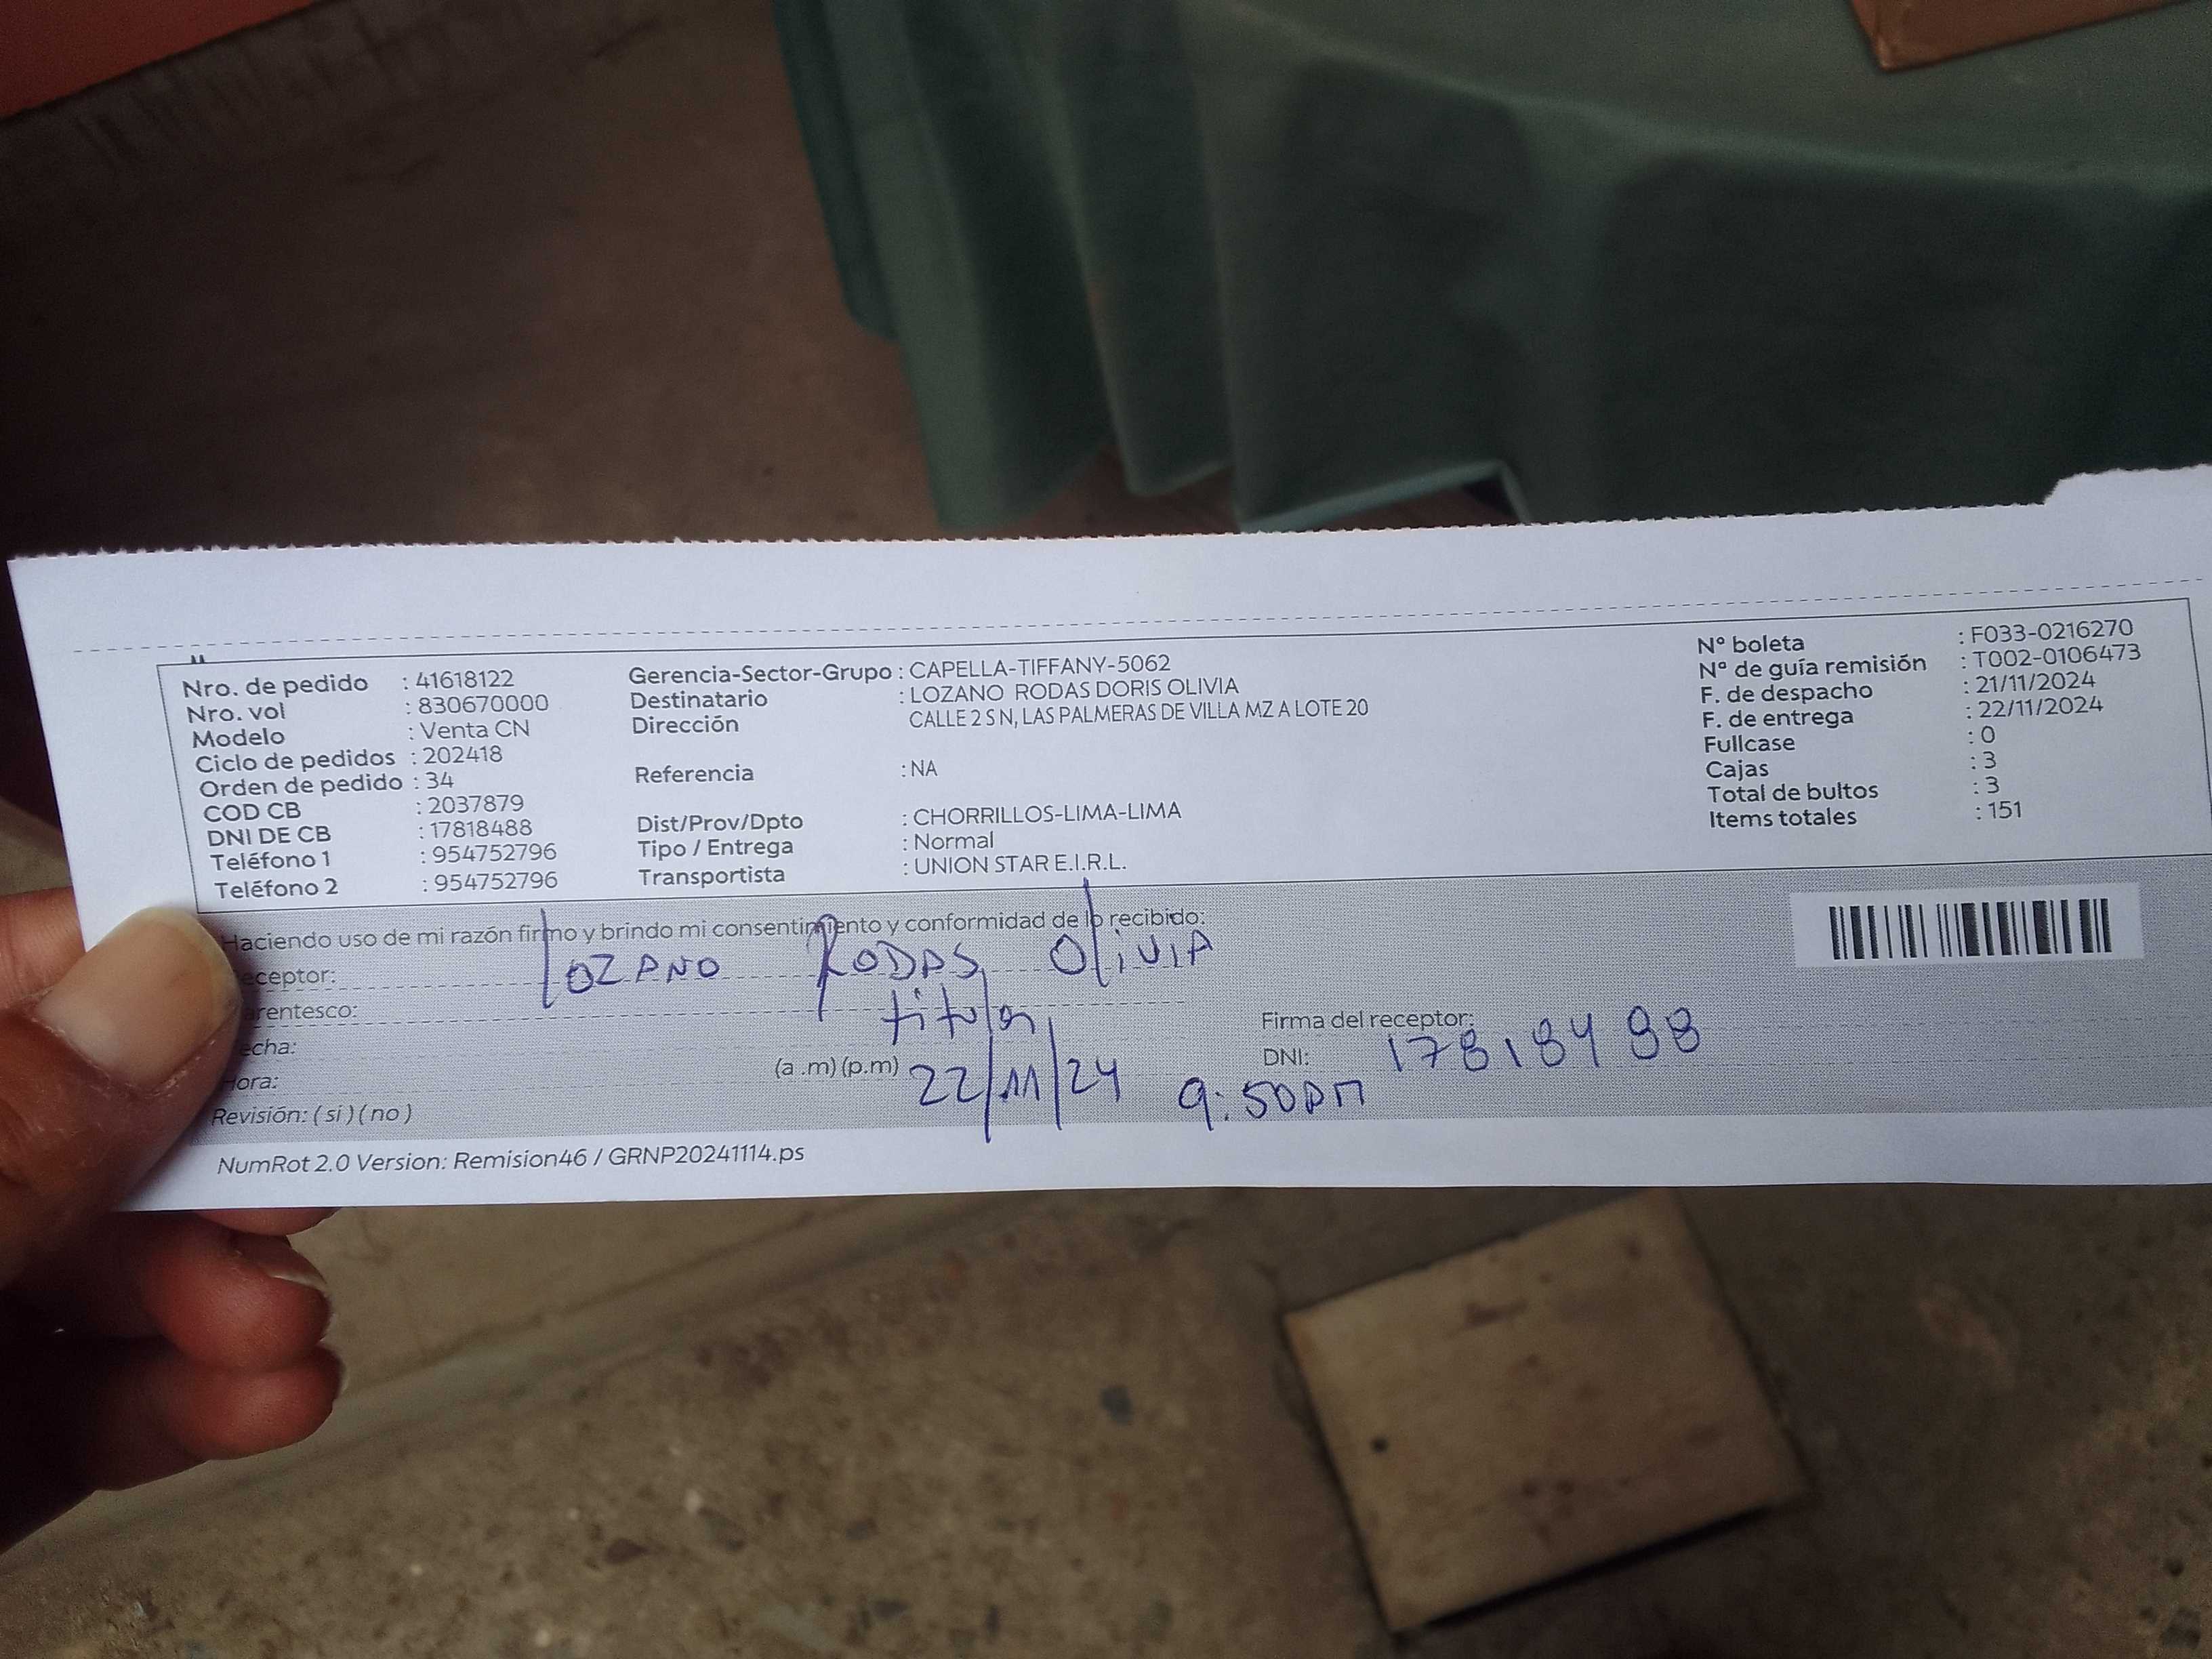 Nro. de pedido : 41618122
Nro. vol : 830670000
Modelo : Venta CN
Ciclo de pedidos : 202418
Orden de pedido : 34
COD CB : 2037879
DNI DE CB : 17818488
Teléfono 1 : 954752796
Teléfono 2 : 954752796
Gerencia-Sector-Grupo : CAPELLA-TIFFANY-5062
Destinatario : LOZANO RODAS DORIS OLIVIA
Dirección CALLE 2 S N, LAS PALMERAS DE VILLA MZ A LOTE 20
Referencia : NA
Dist/Prov/Dpto : CHORRILLOS-LIMA-LIMA
Tipo / Entrega : Normal
Transportista : UNION STAR E.I.R.L.
Nº boleta : F033-0216270
Nº de guía remisión : T002-0106473
F. de despacho : 21/11/2024
F. de entrega : 22/11/2024
Fullcase : 0
Cajas : 3
Total de bultos : 3
Items totales : 151
Haciendo uso de mi razón firmo y brindo mi consentimiento y conformidad de lo recibido:
eceptor: LOZANO RODAS OlIVIA
rentesco: titular
Firma del receptor:
echa: 22/11/24
DNI: 17818488
ora: (a .m) (p.m) 9:50
Revisión: ( si ) ( no )
NumRot 2.0 Version: Remision46 / GRNP20241114.ps